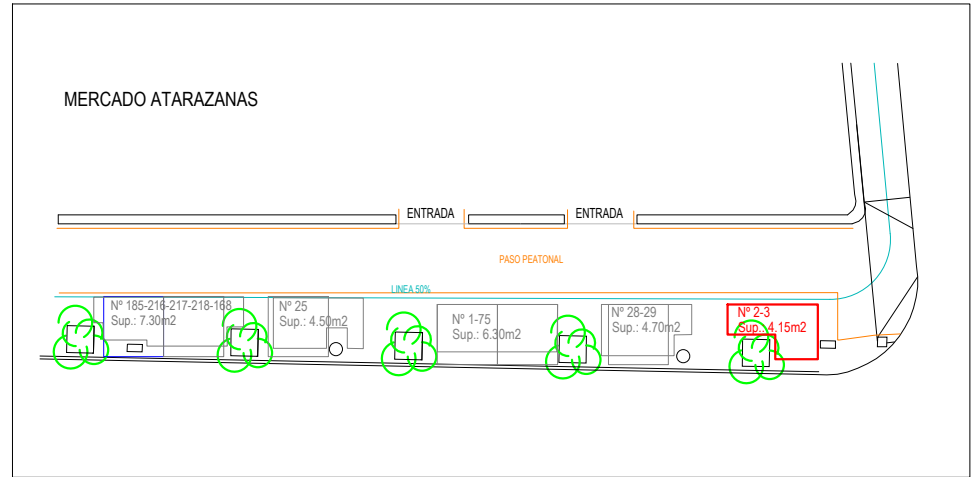 MERCADO ATARAZANAS
ENTRADA
ENTRADA
PASO PEATONAL
LINEA 50%
Nº 185-216-217-218-168
Sup.: 7.30m2
Nº 25
Sup.: 4.50m2
Nº 1-75
Sup.: 6.30m2
Nº 28-29
Sup.: 4.70m2
Nº 2-3
Sup.: 4.15m2